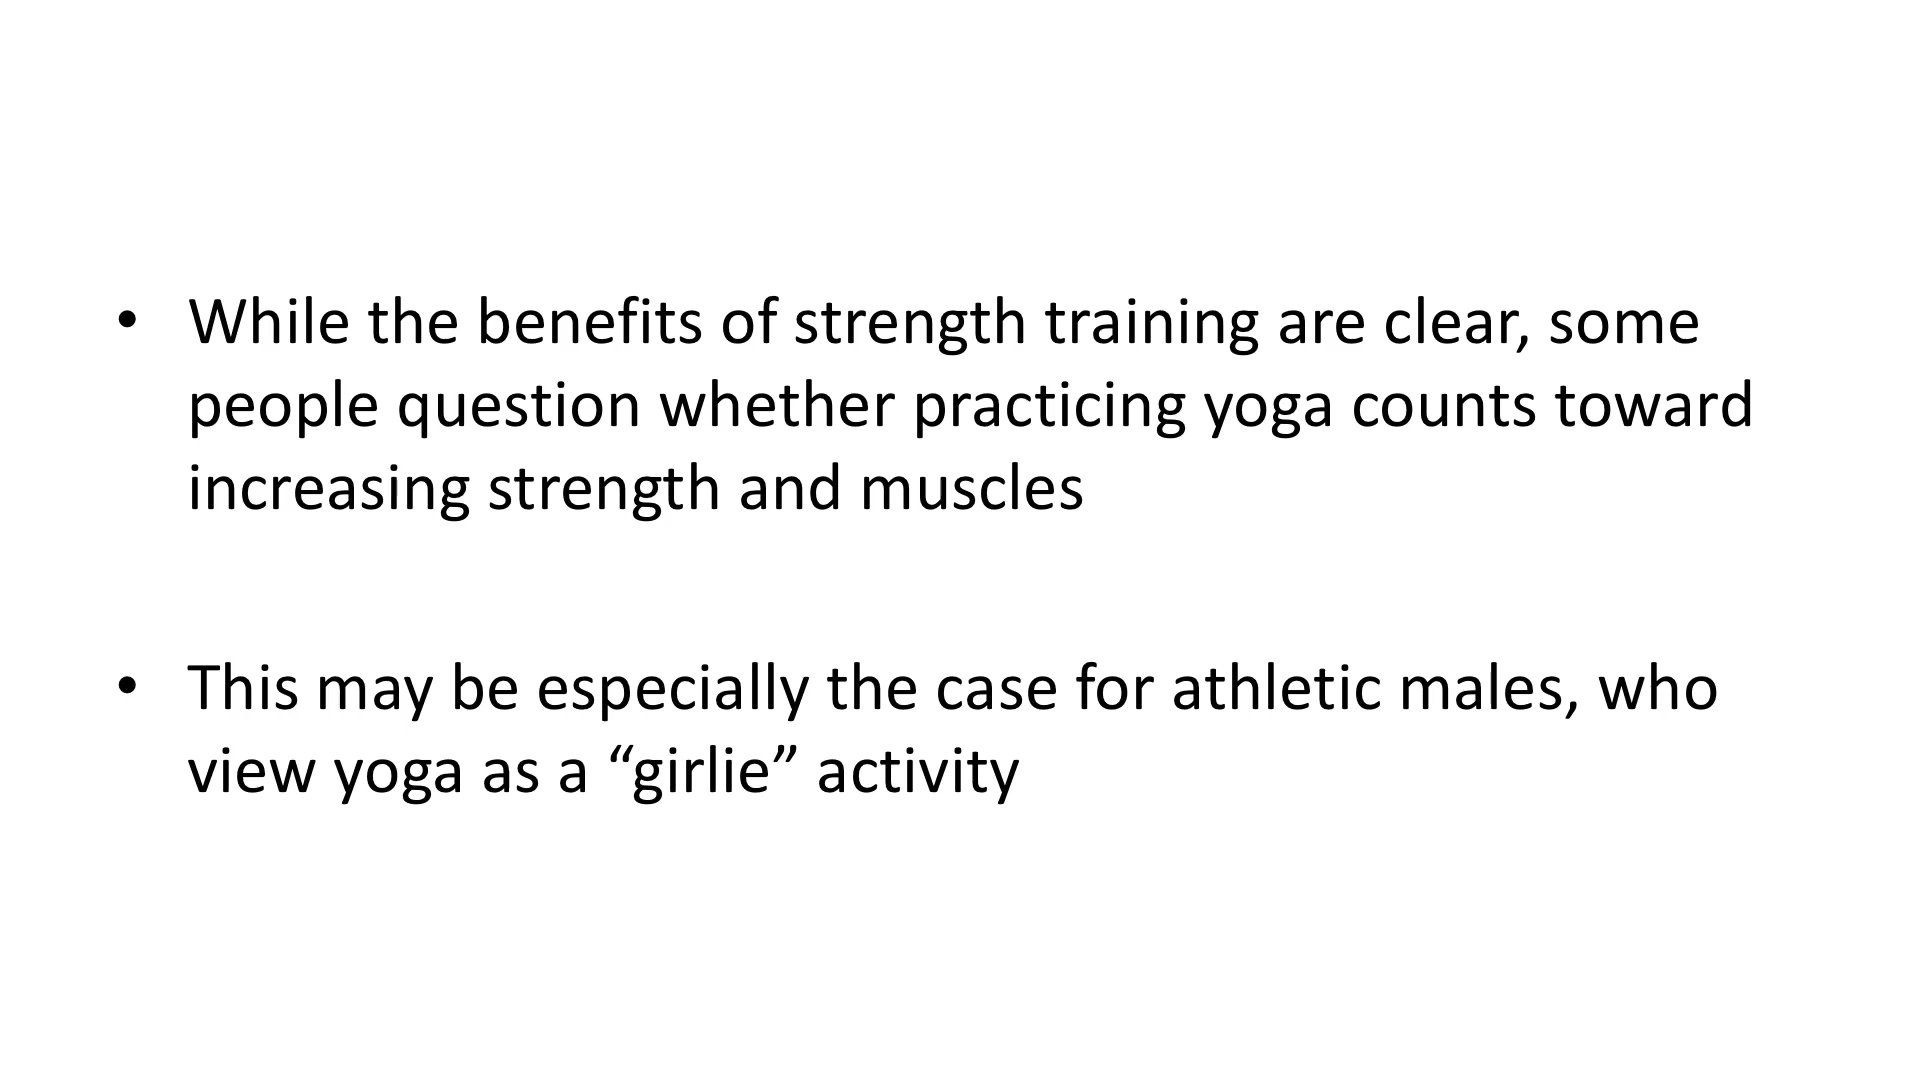 • While the benefits of strength training are clear, some
people question whether practicing yoga counts toward
increasing strength and muscles
• This may be especially the case for athletic males, who
view yoga as a “girlie” activity